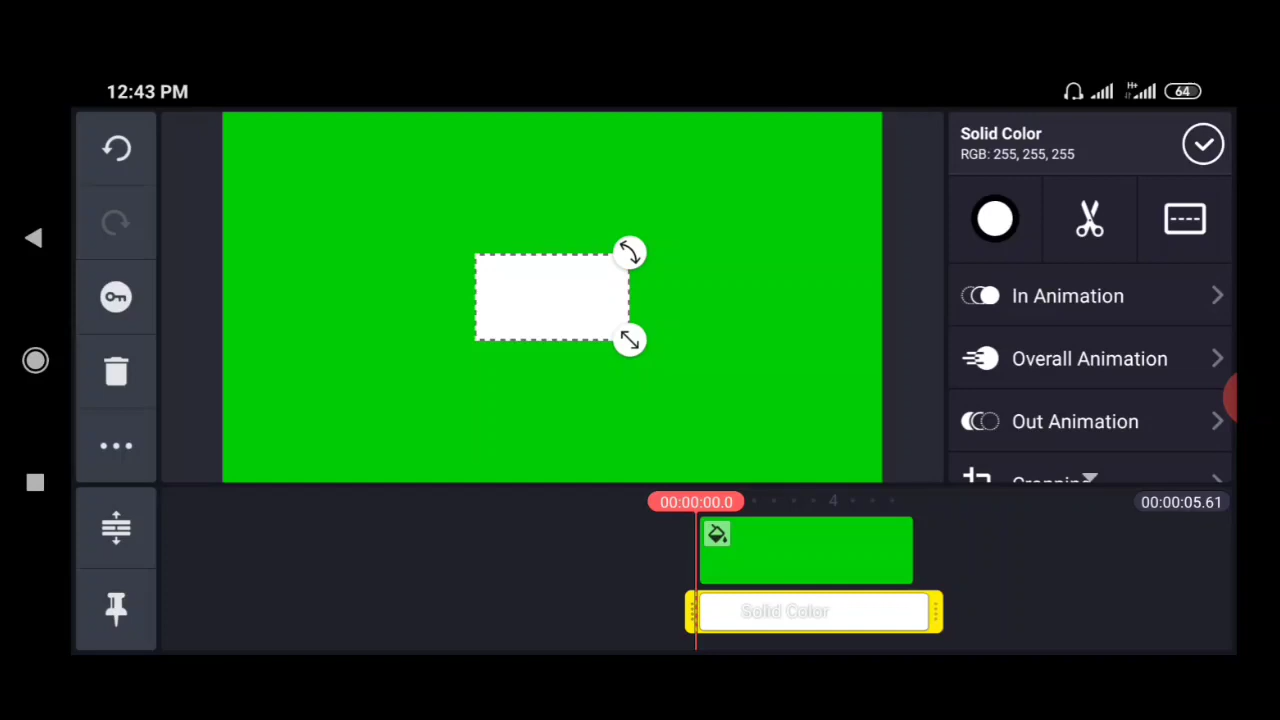 12:43 PM
H+
64
Solid Color
RGB: 255, 255, 255
In Animation
Overall Animation
Out Animation
Cropping
00:00:00.0
4
00:00:05.61
Solid Color